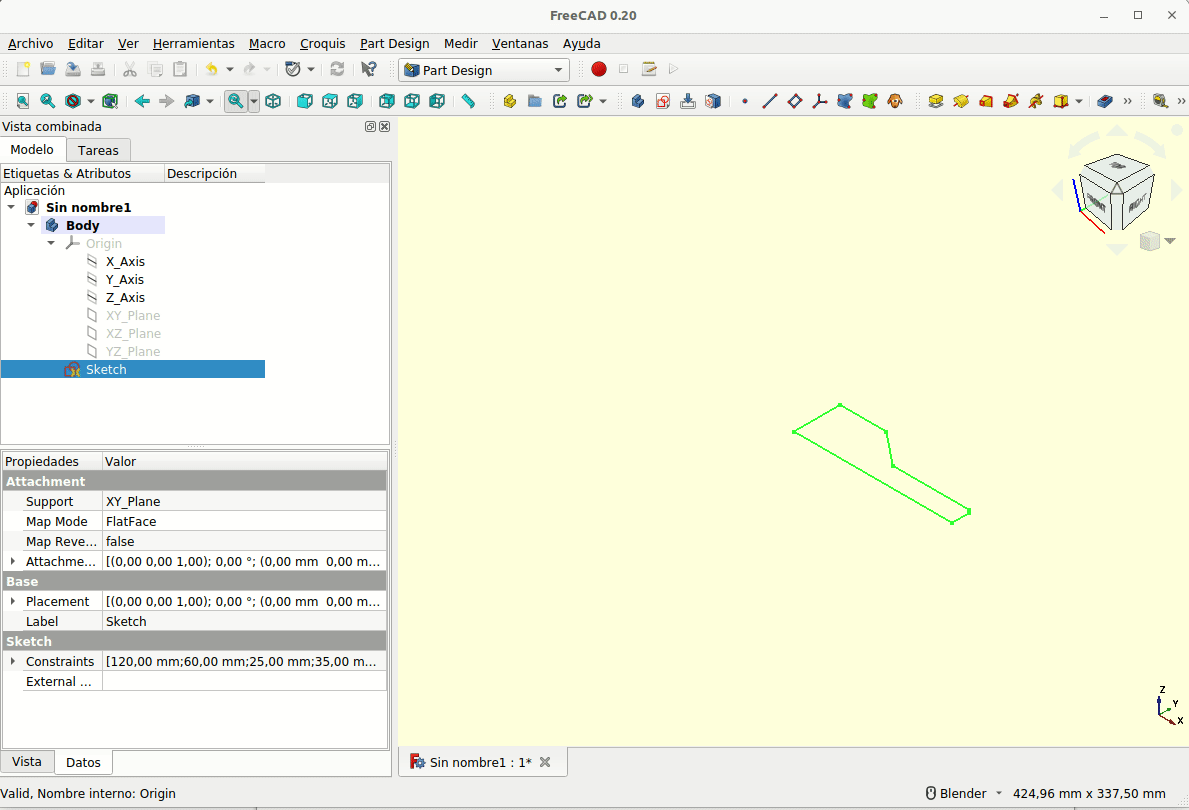 FreeCAD 0.20
Archivo Editar Ver Herramientas Macro Croquis Part Design Medir Ventanas Ayuda
Part Design
Vista combinada
Modelo Tareas
Etiquetas & Atributos Descripción
Aplicación
Sin nombre1
Body
Origin
X_Axis
Y_Axis
Z_Axis
XY_Plane
XZ_Plane
YZ_Plane
Sketch
Propiedades Valor
Attachment
Support XY_Plane
Map Mode FlatFace
Map Reve... false
Attachme... [(0,00 0,00 1,00); 0,00 °; (0,00 mm 0,00 m...
Base
Placement [(0,00 0,00 1,00); 0,00 °; (0,00 mm 0,00 m...
Label Sketch
Sketch
Constraints [120,00 mm;60,00 mm;25,00 mm;35,00 m...
External ...
Vista Datos
FRONT RIGHT
Z
Y
X
Sin nombre1 : 1*
Valid, Nombre interno: Origin
Blender 424,96 mm x 337,50 mm